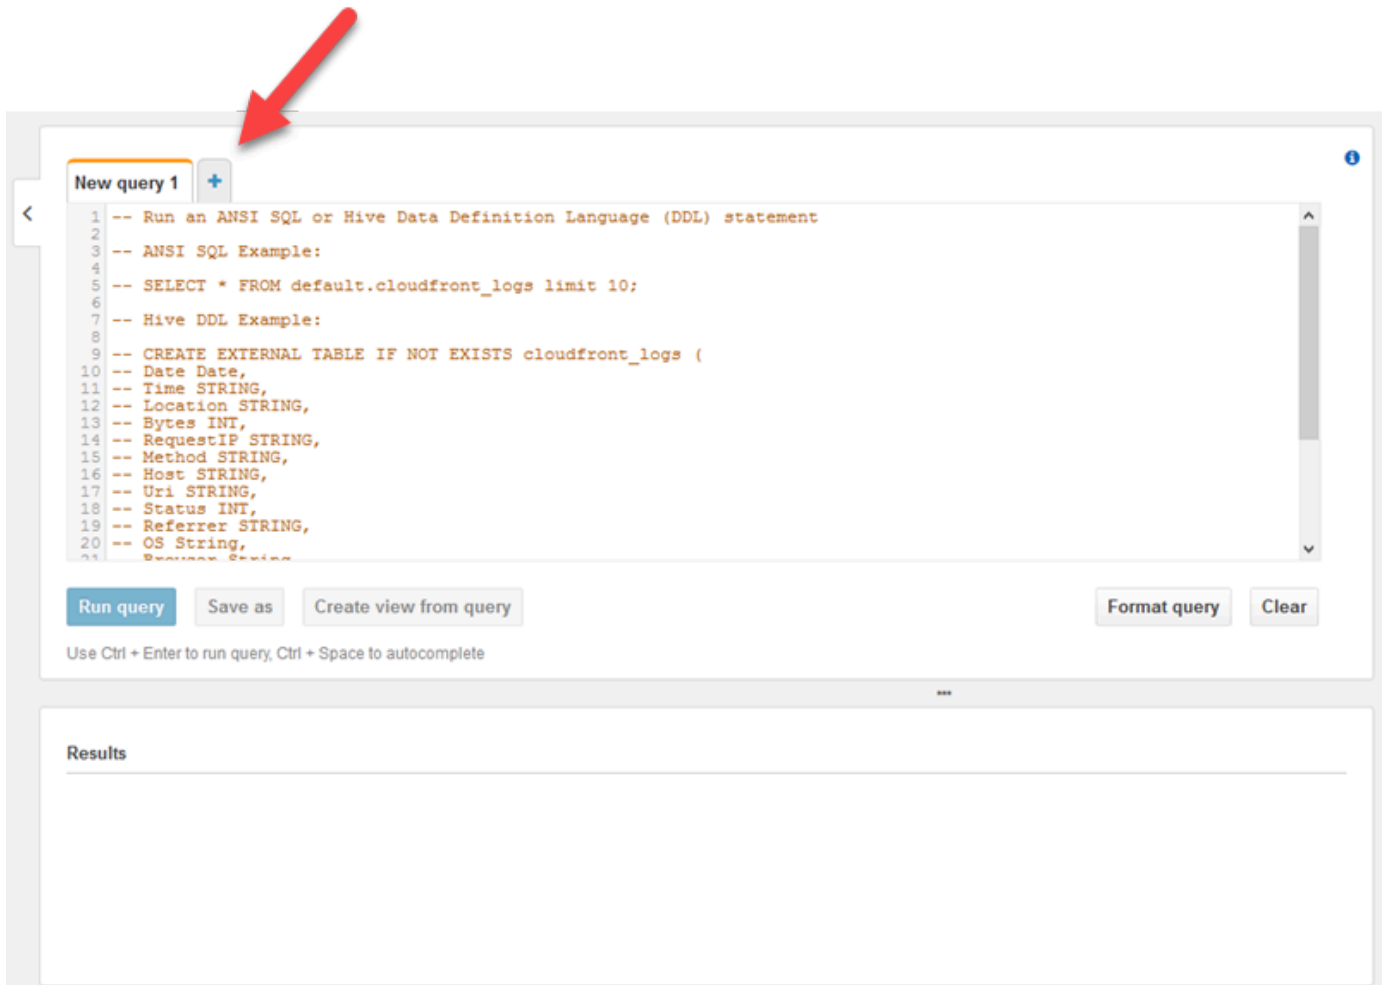 New query 1 +
1 -- Run an ANSI SQL or Hive Data Definition Language (DDL) statement
2
3 -- ANSI SQL Example:
4
5 -- SELECT * FROM default.cloudfront_logs limit 10;
6
7 -- Hive DDL Example:
8
9 -- CREATE EXTERNAL TABLE IF NOT EXISTS cloudfront_logs (
10 -- Date Date,
11 -- Time STRING,
12 -- Location STRING,
13 -- Bytes INT,
14 -- RequestIP STRING,
15 -- Method STRING,
16 -- Host STRING,
17 -- Uri STRING,
18 -- Status INT,
19 -- Referrer STRING,
20 -- OS String,
21 -- Browser String
Run query Save as Create view from query Format query Clear
Use Ctrl + Enter to run query, Ctrl + Space to autocomplete
Results